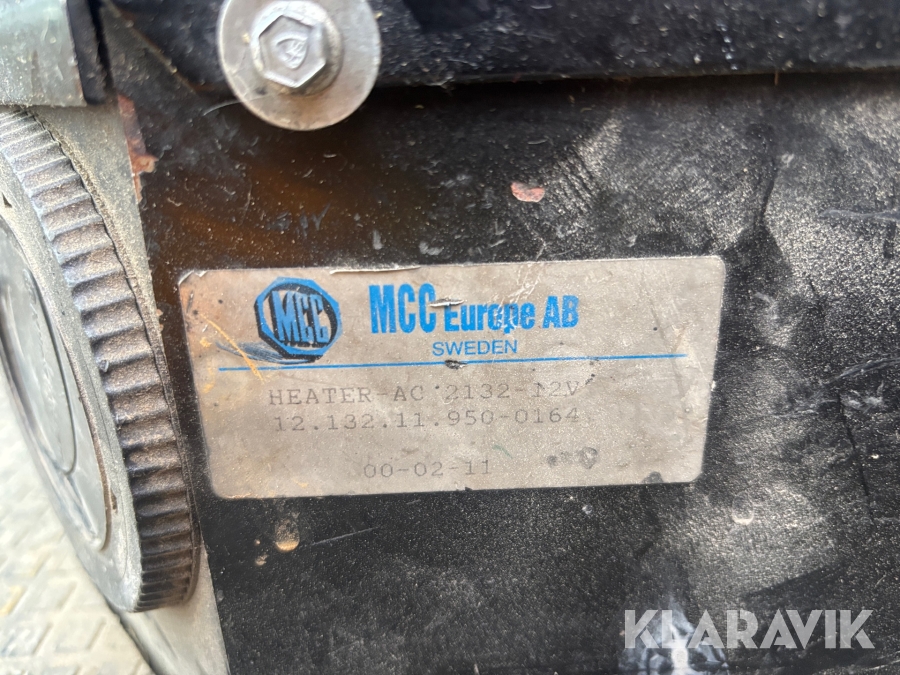 MCC
MCC Europe AB
SWEDEN
HEATER-AC 2132-12V
12.132.11.950-0164
00-02-11
KLARAVIK